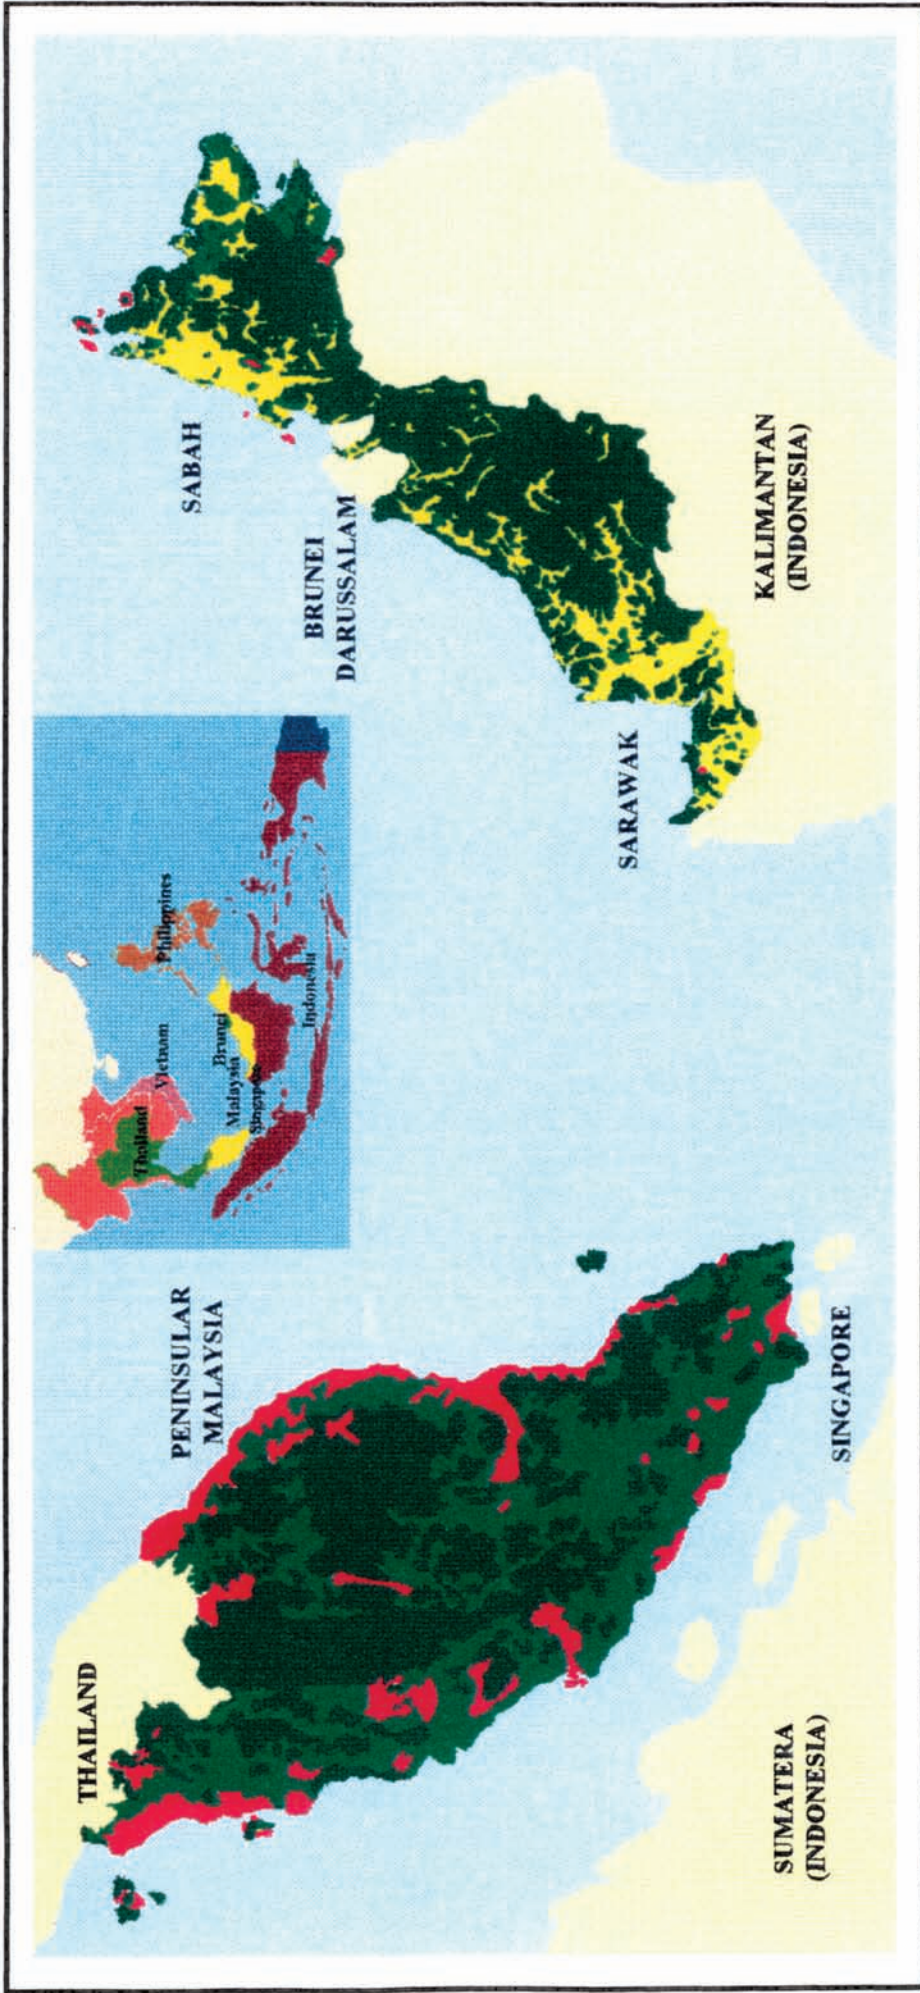 THAILAND
PENINSULAR
MALAYSIA
SUMATERA
(INDONESIA)
SINGAPORE
Thailand
Vietnam
Philippines
Malaysia
Brunei
Singapore
Indonesia
SABAH
BRUNEI
DARUSSALAM
SARAWAK
KALIMANTAN
(INDONESIA)